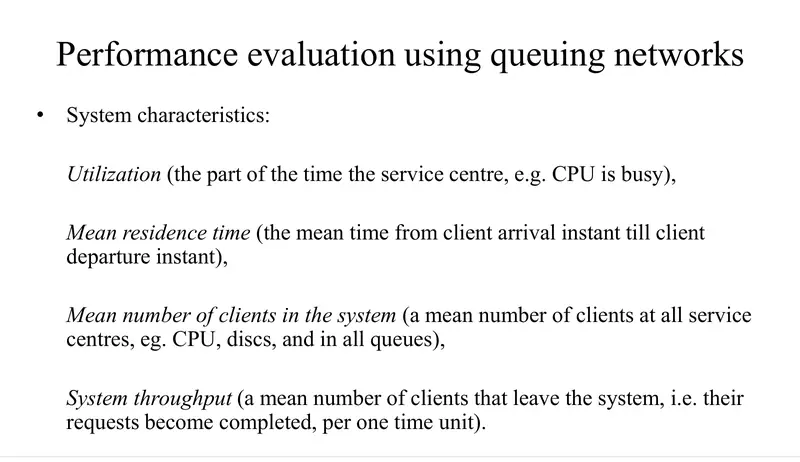 Performance evaluation using queuing networks
• System characteristics:
Utilization (the part of the time the service centre, e.g. CPU is busy),
Mean residence time (the mean time from client arrival instant till client
departure instant),
Mean number of clients in the system (a mean number of clients at all service
centres, eg. CPU, discs, and in all queues),
System throughput (a mean number of clients that leave the system, i.e. their
requests become completed, per one time unit).